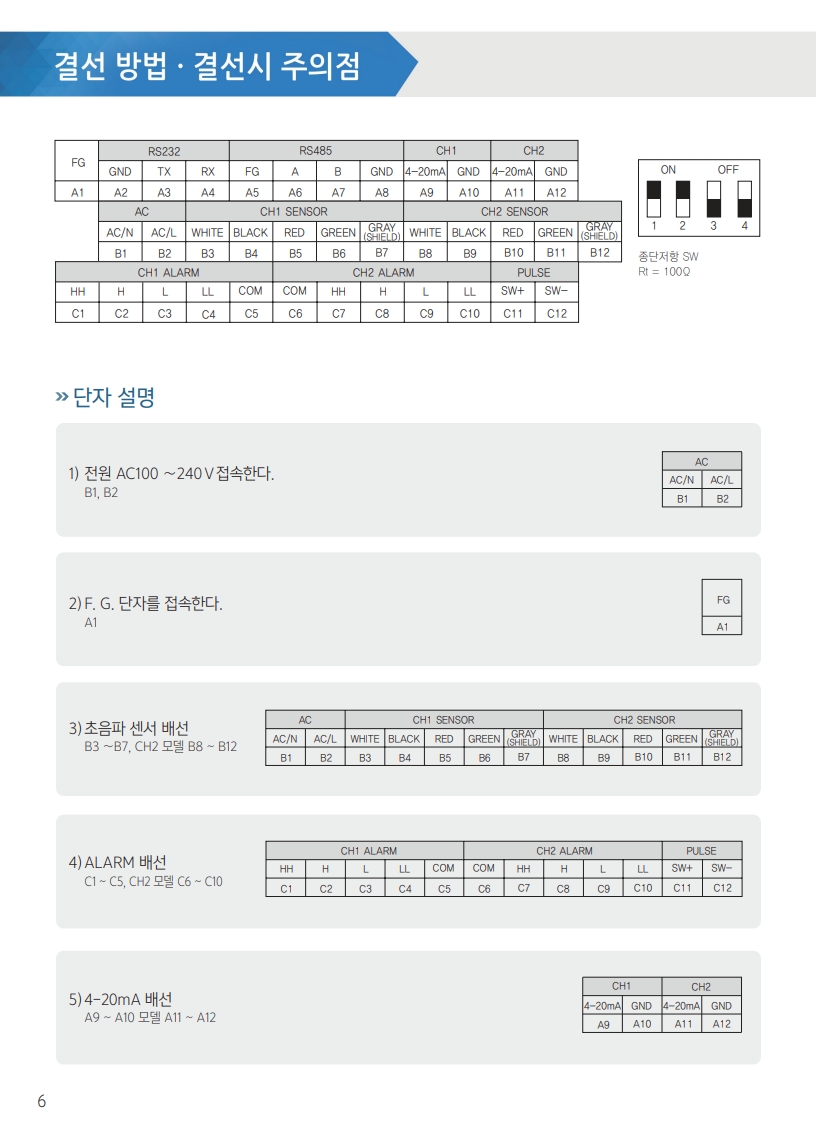 결선 방법 · 결선시 주의점
FG RS232 RS485 CH1 CH2
GND TX RX FG A B GND 4-20mA GND 4-20mA GND
A1 A2 A3 A4 A5 A6 A7 A8 A9 A10 A11 A12
AC CH1 SENSOR CH2 SENSOR
AC/N AC/L WHITE BLACK RED GREEN GRAY (SHIELD) WHITE BLACK RED GREEN GRAY (SHIELD)
B1 B2 B3 B4 B5 B6 B7 B8 B9 B10 B11 B12
CH1 ALARM CH2 ALARM PULSE
HH H L LL COM COM HH H L LL SW+ SW-
C1 C2 C3 C4 C5 C6 C7 C8 C9 C10 C11 C12
ON OFF
1 2 3 4
종단저항 SW
Rt = 100Ω
» 단자 설명
1) 전원 AC100 ~240 V 접속한다.
B1, B2
AC
AC/N AC/L
B1 B2
2) F. G. 단자를 접속한다.
A1
FG
A1
3) 초음파 센서 배선
B3 ~B7, CH2 모델 B8 ~ B12
AC CH1 SENSOR CH2 SENSOR
AC/N AC/L WHITE BLACK RED GREEN GRAY (SHIELD) WHITE BLACK RED GREEN GRAY (SHIELD)
B1 B2 B3 B4 B5 B6 B7 B8 B9 B10 B11 B12
4) ALARM 배선
C1 ~ C5, CH2 모델 C6 ~ C10
CH1 ALARM CH2 ALARM PULSE
HH H L LL COM COM HH H L LL SW+ SW-
C1 C2 C3 C4 C5 C6 C7 C8 C9 C10 C11 C12
5) 4-20mA 배선
A9 ~ A10 모델 A11 ~ A12
CH1 CH2
4-20mA GND 4-20mA GND
A9 A10 A11 A12
6